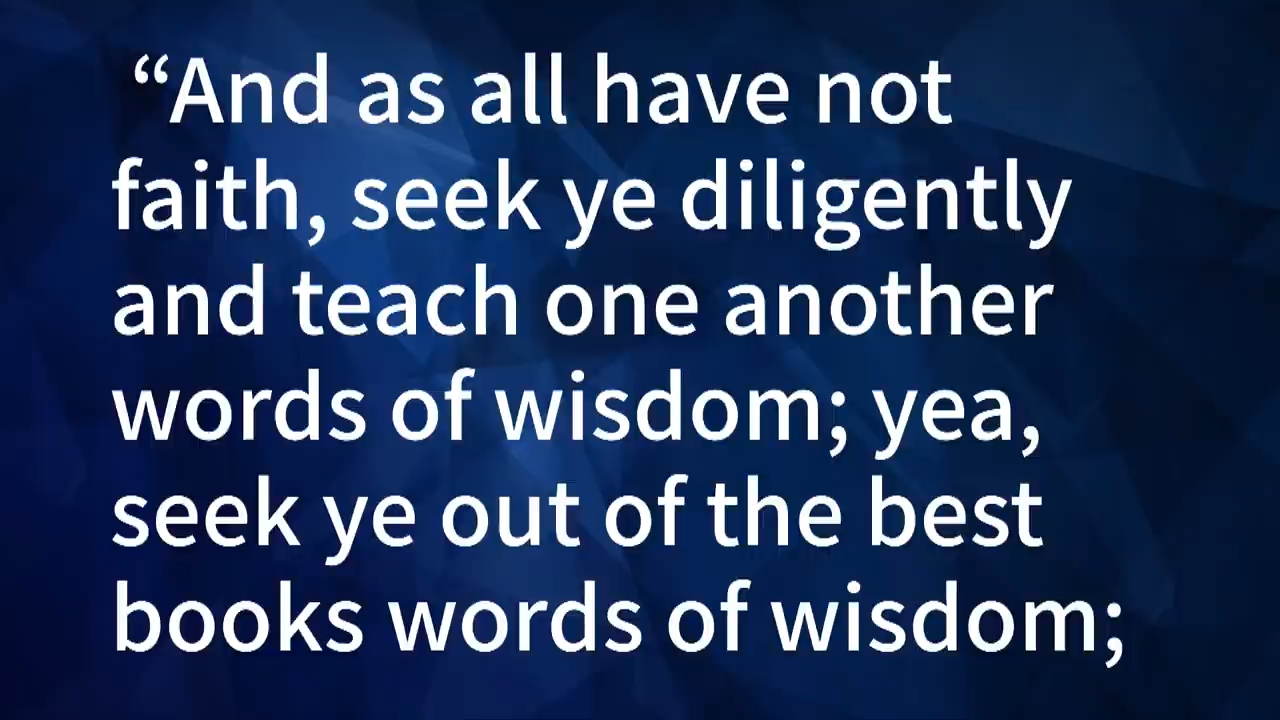 “And as all have not
faith, seek ye diligently
and teach one another
words of wisdom; yea,
seek ye out of the best
books words of wisdom;